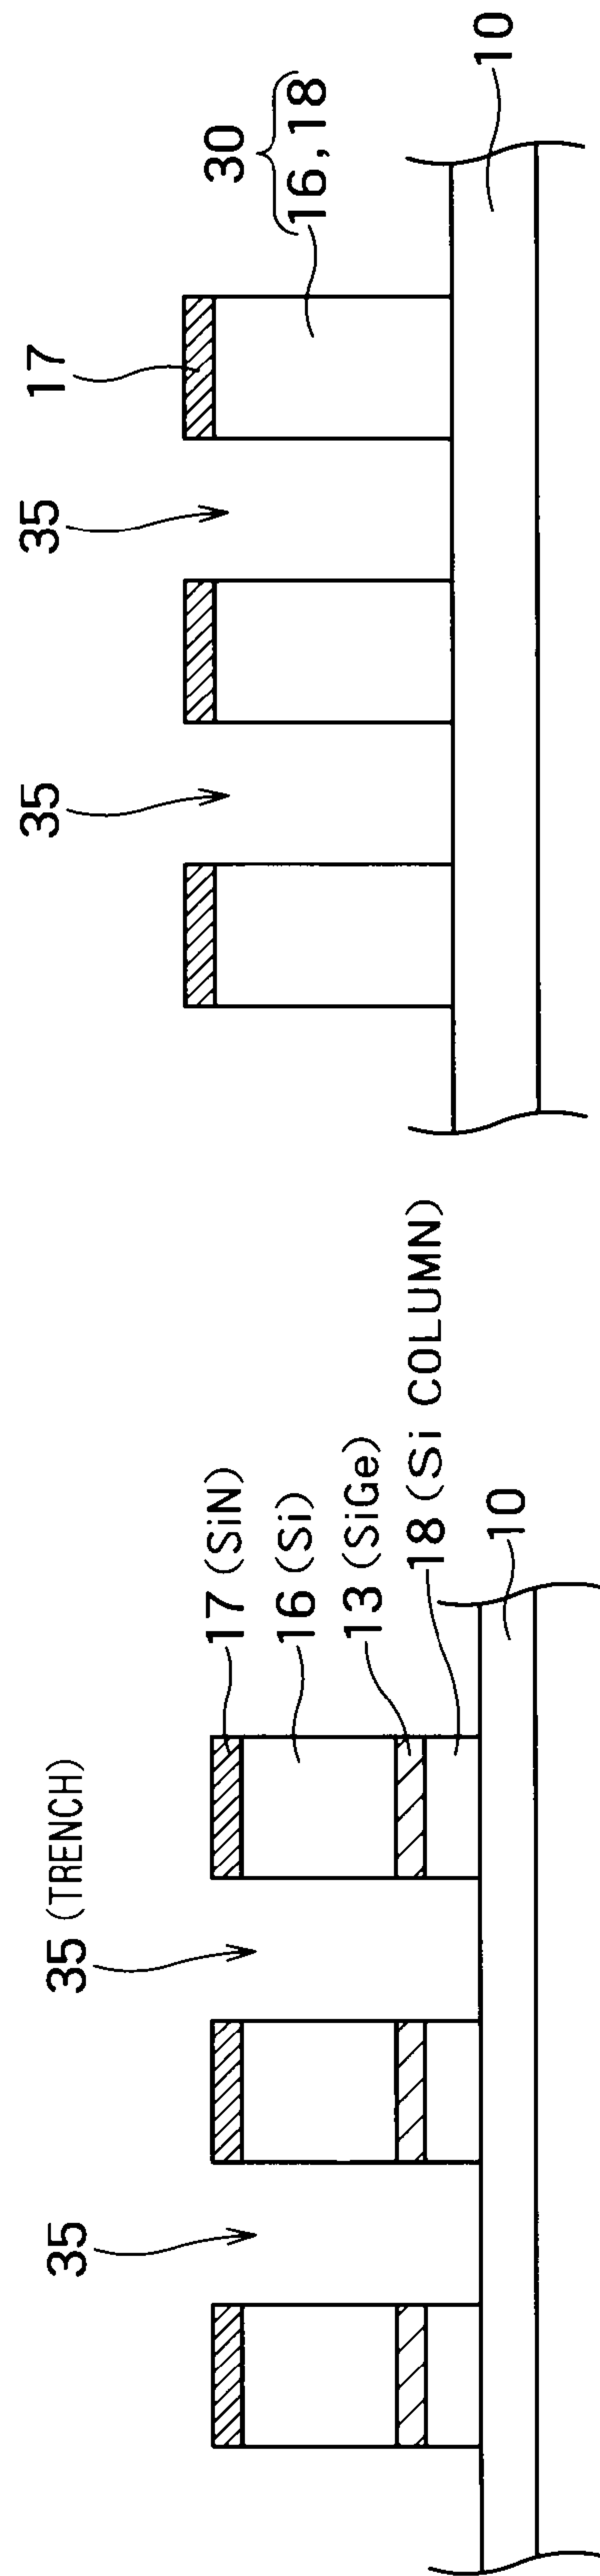 35
35 (TRENCH)
17 (SiN)
16 (Si)
13 (SiGe)
18 (Si COLUMN)
10
35
35
17
30
16, 18
10